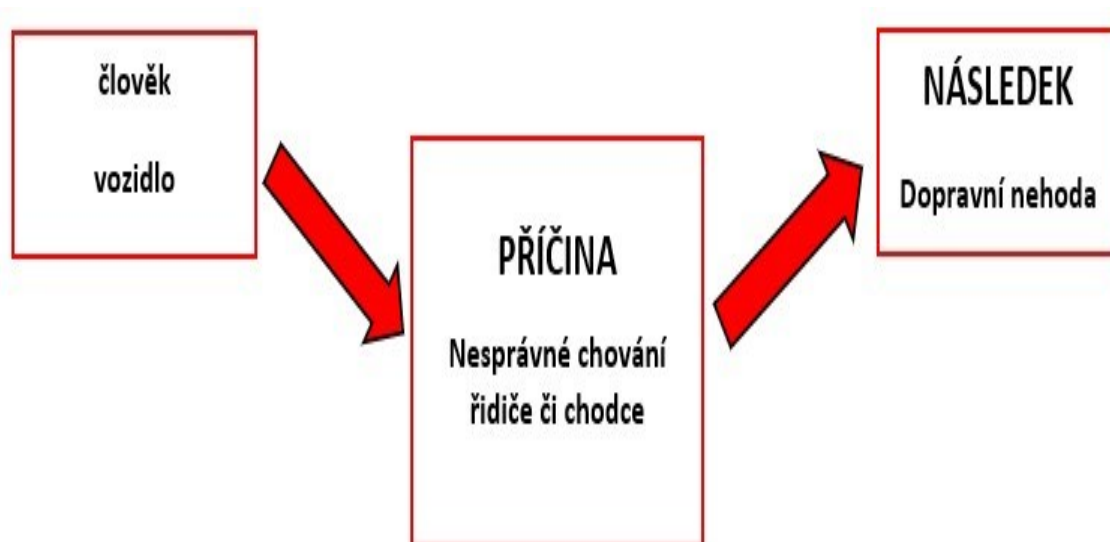 člověk
vozidlo
PŘÍČINA
Nesprávné chování
řidiče či chodce
NÁSLEDEK
Dopravní nehoda